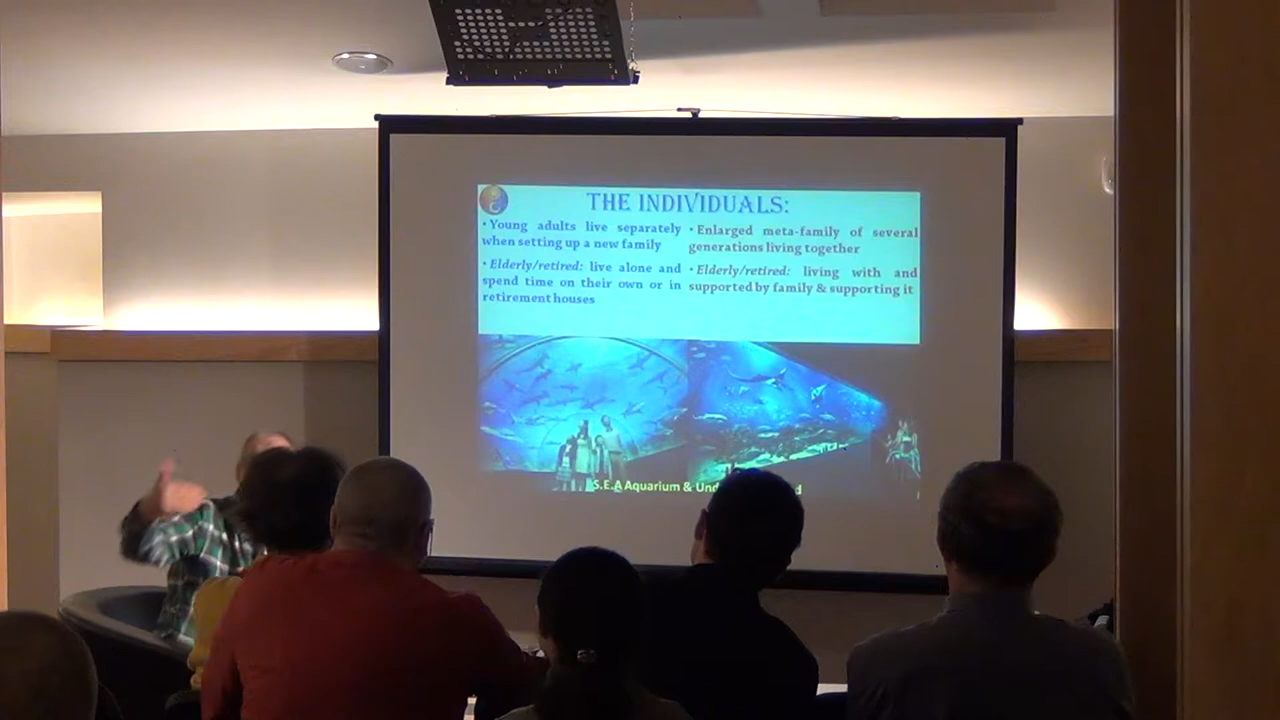 THE INDIVIDUALS:
• Young adults live separately
when setting up a new family
• Elderly/retired: live alone and
spend time on their own or in
retirement houses
• Enlarged meta-family of several
generations living together
• Elderly/retired: living with and
supported by family & supporting it
S.E.A Aquarium &